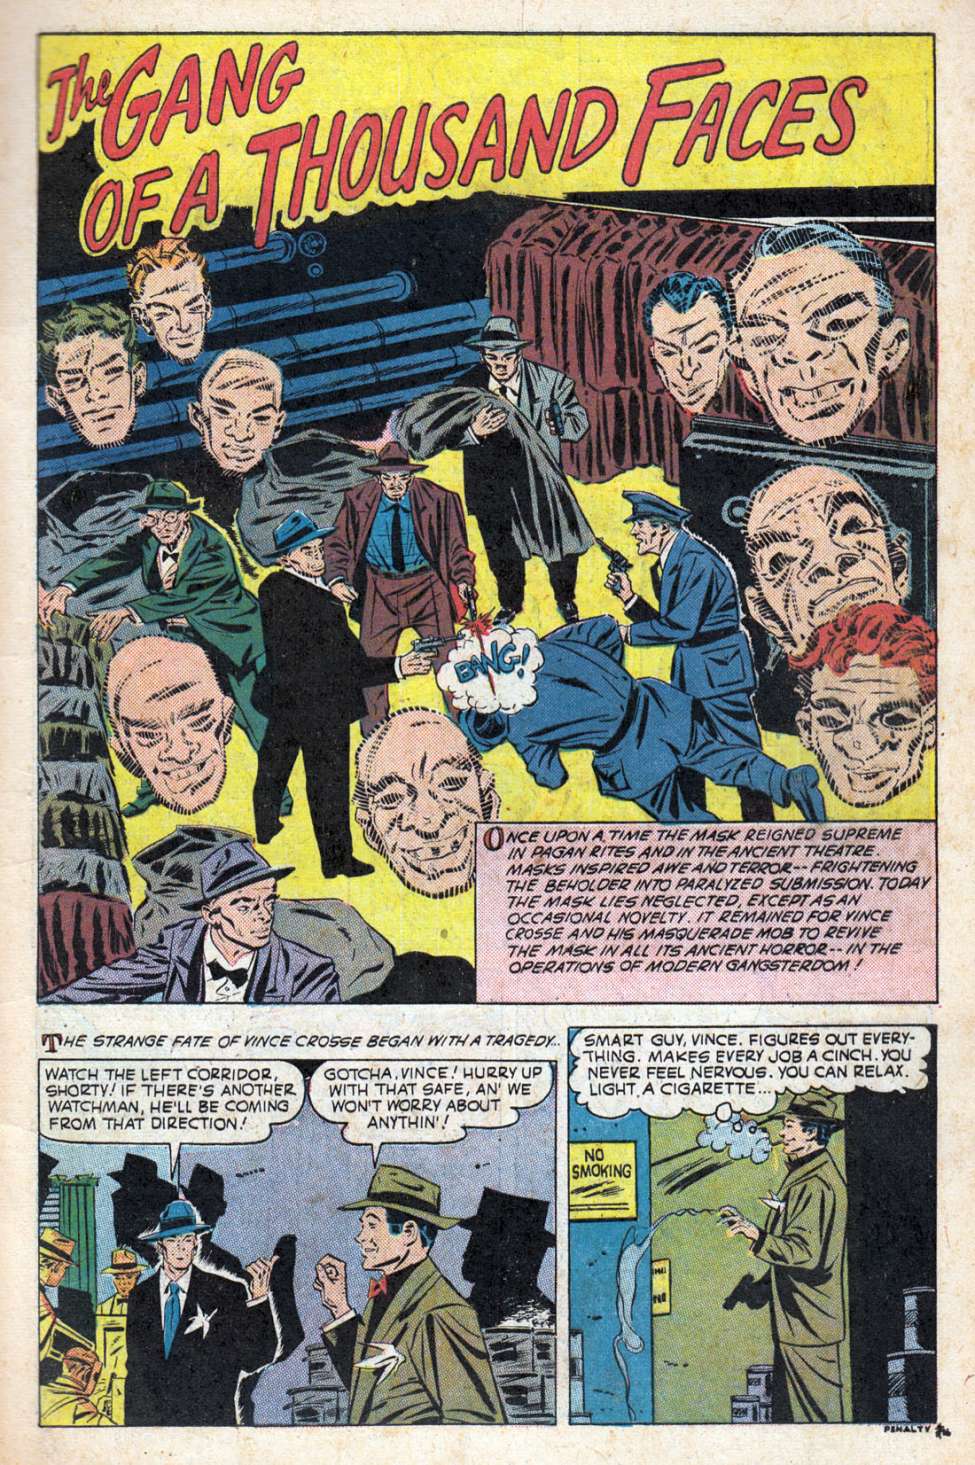 The GANG
OF A THOUSAND FACES
BANG!
ONCE UPON A TIME THE MASK REIGNED SUPREME
IN PAGAN RITES AND IN THE ANCIENT THEATRE.
MASKS INSPIRED AWE AND TERROR--FRIGHTENING
THE BEHOLDER INTO PARALYZED SUBMISSION. TODAY
THE MASK LIES NEGLECTED, EXCEPT AS AN
OCCASIONAL NOVELTY. IT REMAINED FOR VINCE
CROSSE AND HIS MASQUERADE MOB TO REVIVE
THE MASK IN ALL ITS ANCIENT HORROR--IN THE
OPERATIONS OF MODERN GANGSTERDOM!
THE STRANGE FATE OF VINCE CROSSE BEGAN WITH A TRAGEDY..
WATCH THE LEFT CORRIDOR,
SHORTY! IF THERE'S ANOTHER
WATCHMAN, HE'LL BE COMING
FROM THAT DIRECTION!
GOTCHA, VINCE! HURRY UP
WITH THAT SAFE, AN' WE
WON'T WORRY ABOUT
ANYTHIN'!
SMART GUY, VINCE. FIGURES OUT EVERY-
THING. MAKES EVERY JOB A CINCH. YOU
NEVER FEEL NERVOUS. YOU CAN RELAX.
LIGHT A CIGARETTE...
NO
SMOKING
PENALTY